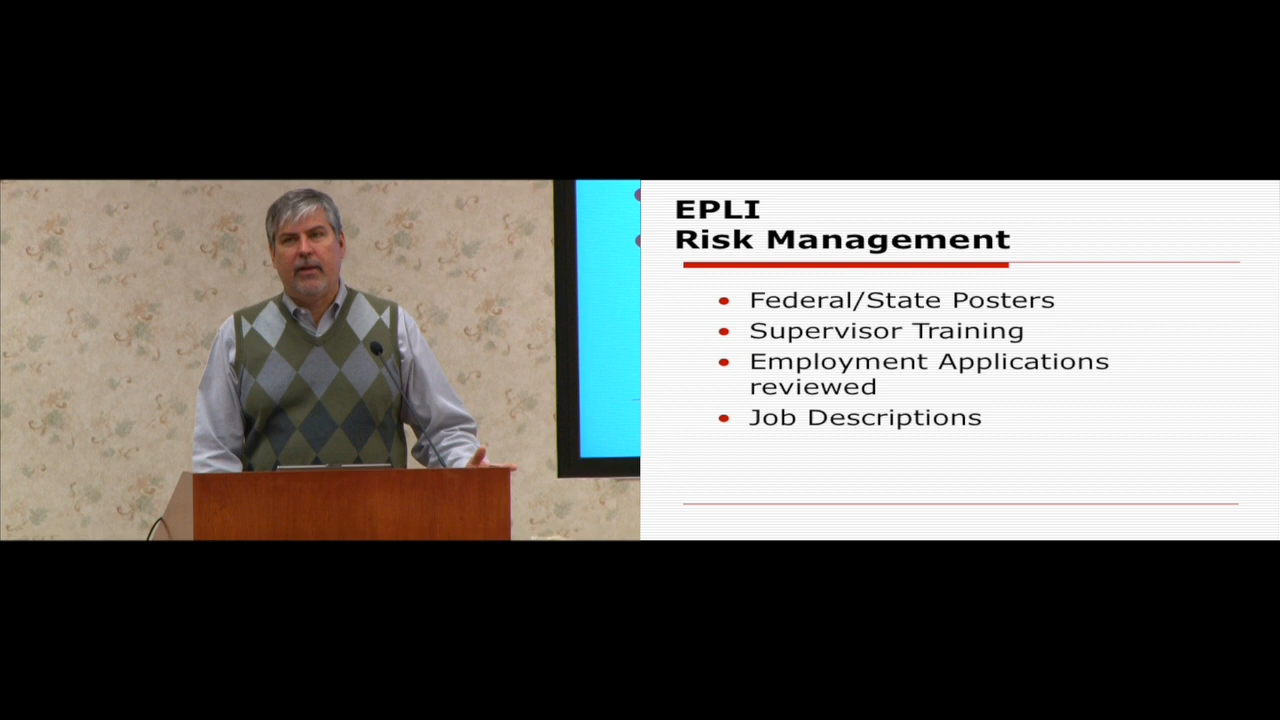 EPLI
Risk Management
Federal/State Posters
Supervisor Training
Employment Applications
reviewed
Job Descriptions